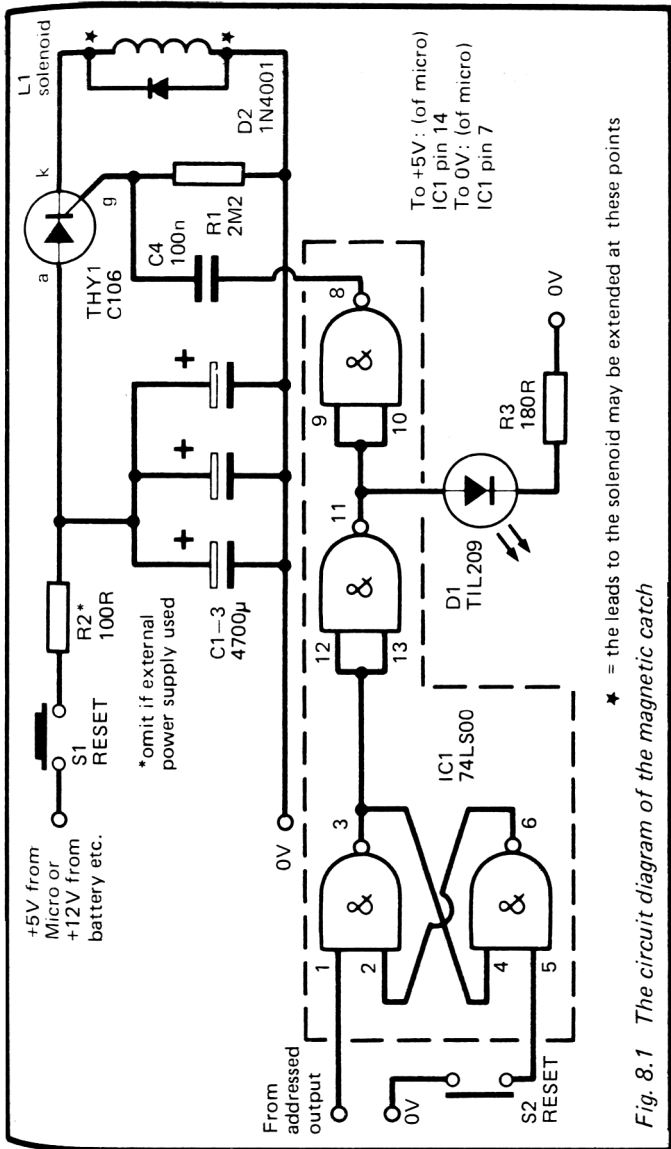 +5V from
Micro or
+12V from
battery etc.
S1
RESET
R2*
100R
*omit if external
power supply used
C1–3
4700µ
+
+
+
a
k
g
THY1
C106
C4
100n
R1
2M2
L1
solenoid
★
★
D2
1N4001
0V
To +5V: (of micro)
IC1 pin 14
To 0V: (of micro)
IC1 pin 7
From
addressed
output
0V
S2
RESET
1
2
&
3
4
5
&
6
IC1
74LS00
12
13
&
11
9
10
&
8
D1
TIL209
R3
180R
0V
★ = the leads to the solenoid may be extended at these points
Fig. 8.1 The circuit diagram of the magnetic catch